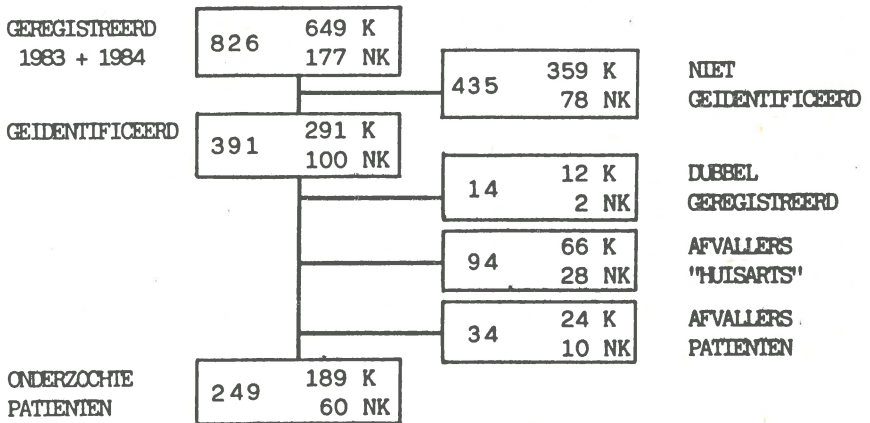 GEREGISTREERD
1983 + 1984
826
649 K
177 NK
435
359 K
78 NK
NIET
GEIDENTIFICEERD
GEIDENTIFICEERD
391
291 K
100 NK
14
12 K
2 NK
DUBBEL
GEREGISTREERD
94
66 K
28 NK
AFVALLERS
"HUISARTS"
34
24 K
10 NK
AFVALLERS
PATIENTEN
ONDERZOCHTE
PATIENTEN
249
189 K
60 NK